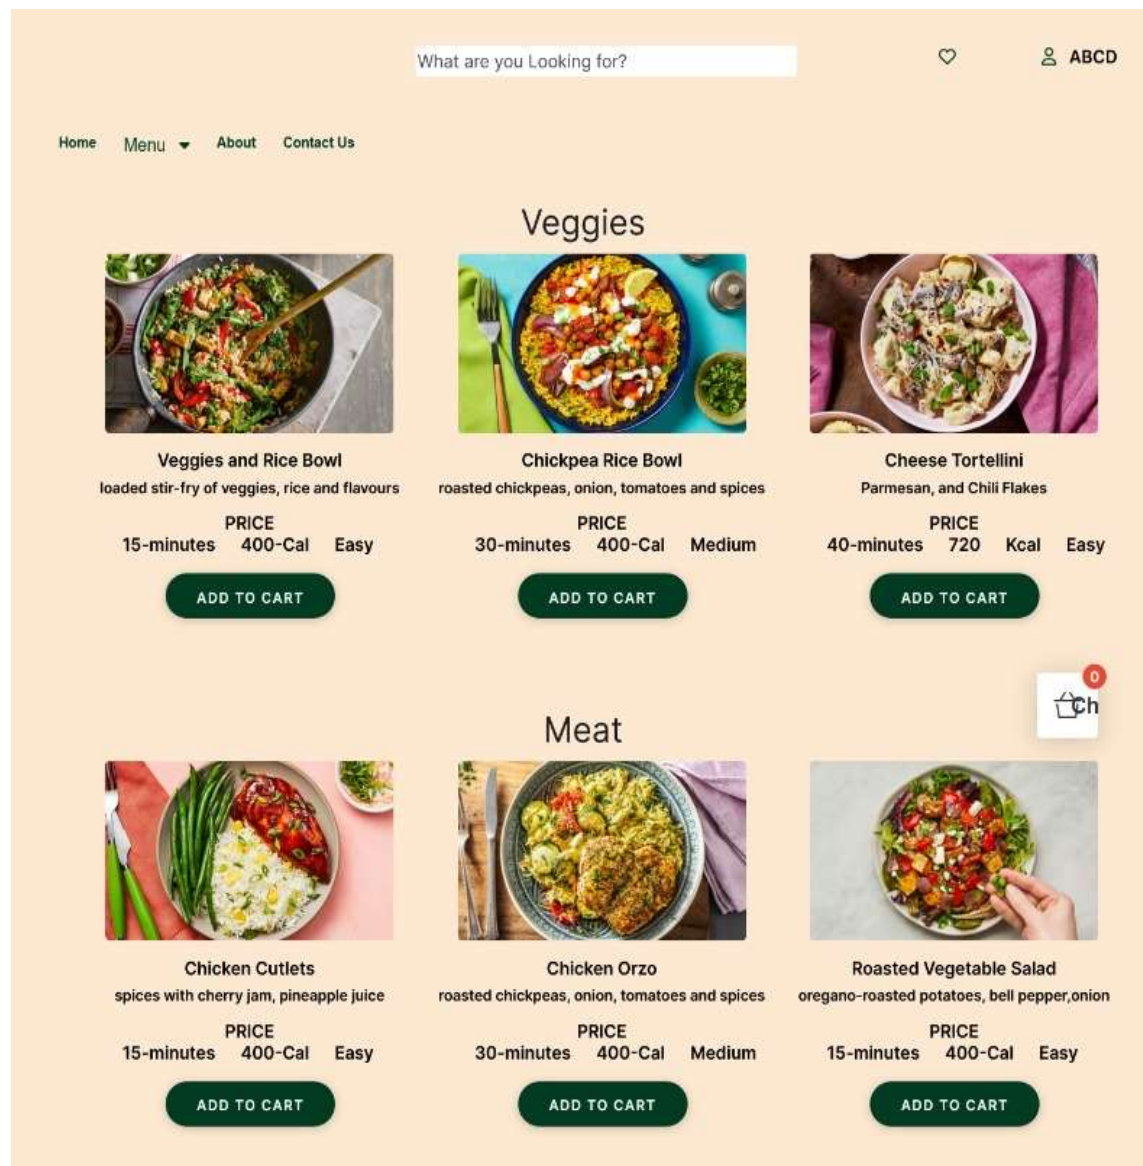 What are you Looking for?
ABCD
Home Menu About Contact Us
Veggies
Veggies and Rice Bowl
loaded stir-fry of veggies, rice and flavours
PRICE
15-minutes 400-Cal Easy
ADD TO CART
Chickpea Rice Bowl
roasted chickpeas, onion, tomatoes and spices
PRICE
30-minutes 400-Cal Medium
ADD TO CART
Cheese Tortellini
Parmesan, and Chili Flakes
PRICE
40-minutes 720 Kcal Easy
ADD TO CART
0
Ch
Meat
Chicken Cutlets
spices with cherry jam, pineapple juice
PRICE
15-minutes 400-Cal Easy
ADD TO CART
Chicken Orzo
roasted chickpeas, onion, tomatoes and spices
PRICE
30-minutes 400-Cal Medium
ADD TO CART
Roasted Vegetable Salad
oregano-roasted potatoes, bell pepper,onion
PRICE
15-minutes 400-Cal Easy
ADD TO CART